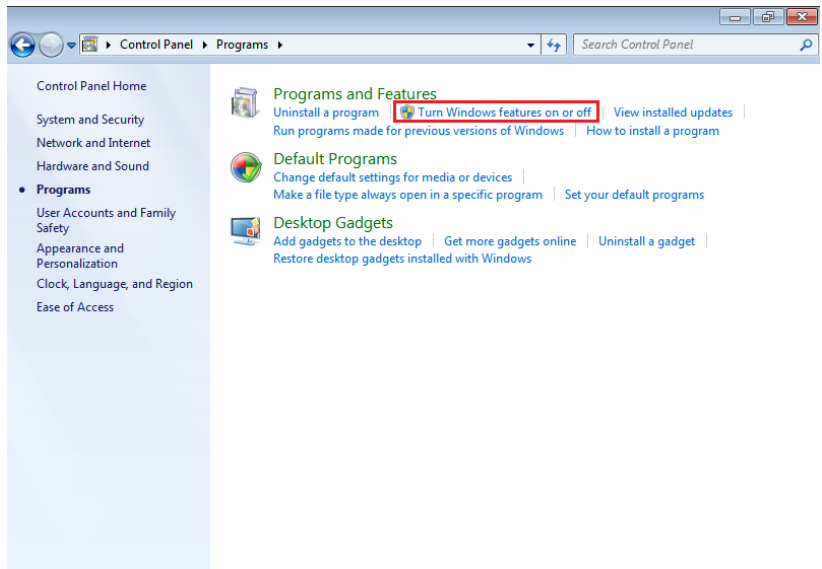 Control Panel Programs
Search Control Panel
Control Panel Home
System and Security
Network and Internet
Hardware and Sound
Programs
User Accounts and Family
Safety
Appearance and
Personalization
Clock, Language, and Region
Ease of Access
Programs and Features
Uninstall a program Turn Windows features on or off View installed updates
Run programs made for previous versions of Windows How to install a program
Default Programs
Change default settings for media or devices
Make a file type always open in a specific program Set your default programs
Desktop Gadgets
Add gadgets to the desktop Get more gadgets online Uninstall a gadget
Restore desktop gadgets installed with Windows